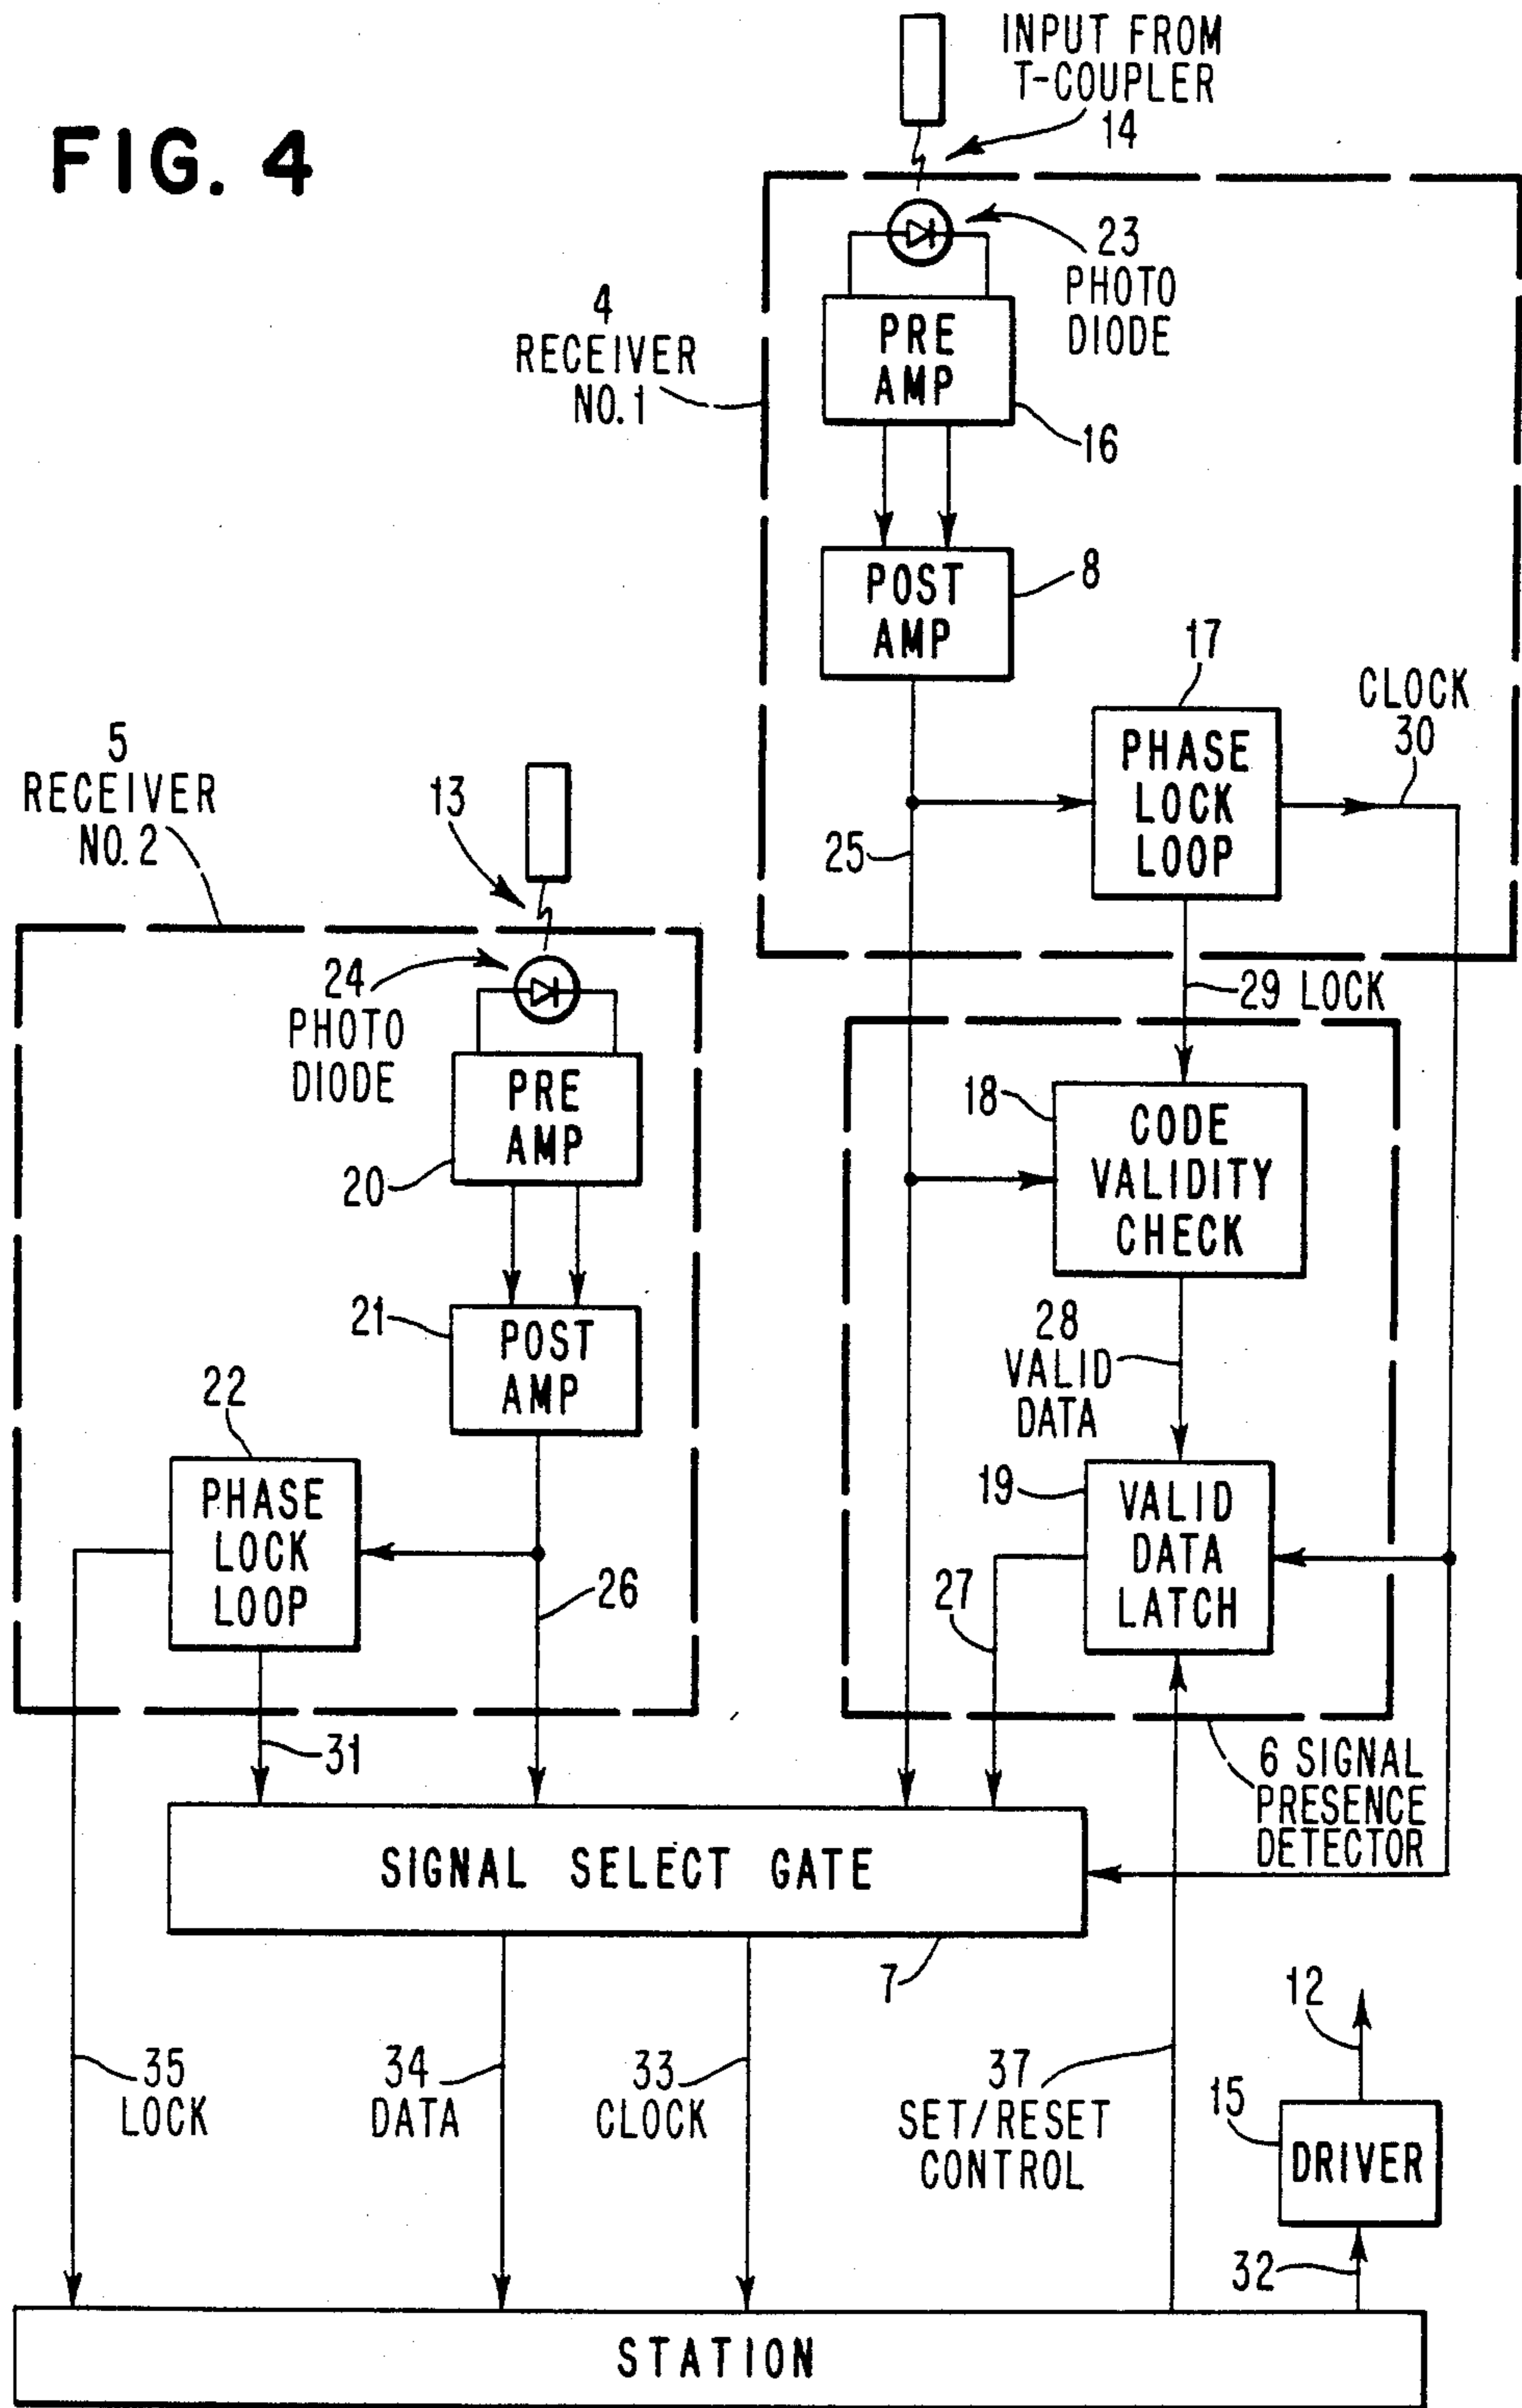 FIG. 4
INPUT FROM
T-COUPLER
14
23
PHOTO
DIODE
4
RECEIVER
NO. 1
PRE
AMP
16
POST
AMP
8
17
CLOCK
30
PHASE
LOCK
LOOP
25
5
RECEIVER
NO. 2
13
24
PHOTO
DIODE
29 LOCK
PRE
AMP
20
18
CODE
VALIDITY
CHECK
21
POST
AMP
28
VALID
DATA
22
PHASE
LOCK
LOOP
19
VALID
DATA
LATCH
26
27
31
6 SIGNAL
PRESENCE
DETECTOR
SIGNAL SELECT GATE
7
12
35
LOCK
34
DATA
33
CLOCK
37
SET/RESET
CONTROL
15
DRIVER
32
STATION